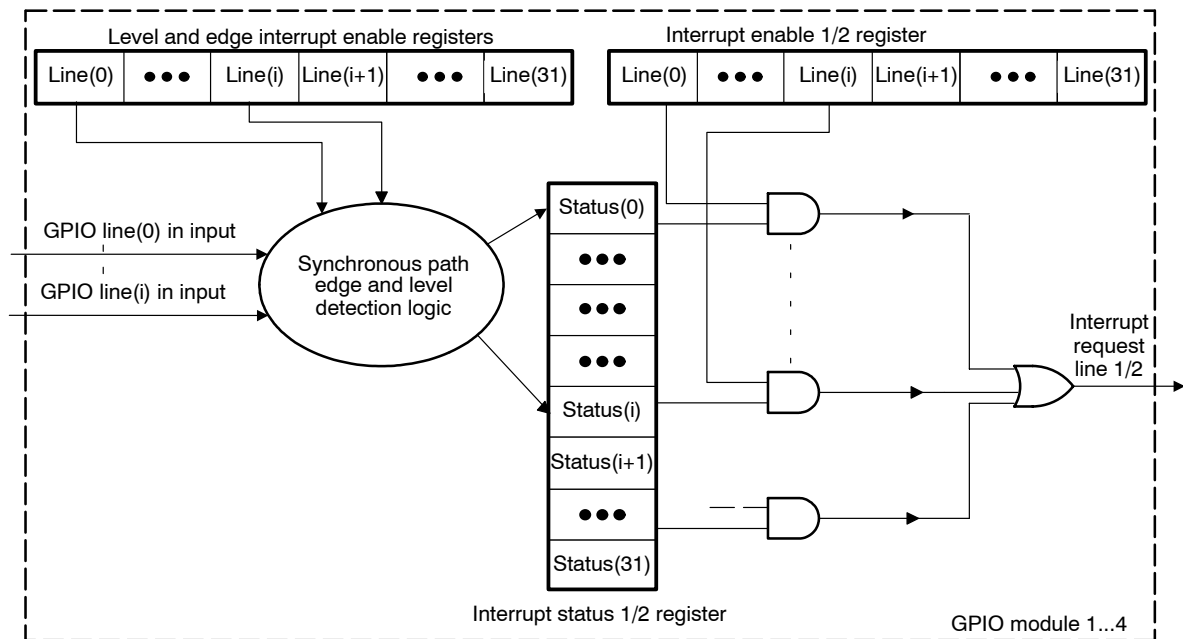 Level and edge interrupt enable registers
Interrupt enable 1/2 register
Line(0) ••• Line(i) Line(i+1) ••• Line(31)
Line(0) ••• Line(i) Line(i+1) ••• Line(31)
GPIO line(0) in input
GPIO line(i) in input
Synchronous path
edge and level
detection logic
Status(0)
•••
•••
•••
Status(i)
Status(i+1)
•••
Status(31)
Interrupt
request
line 1/2
Interrupt status 1/2 register
GPIO module 1...4